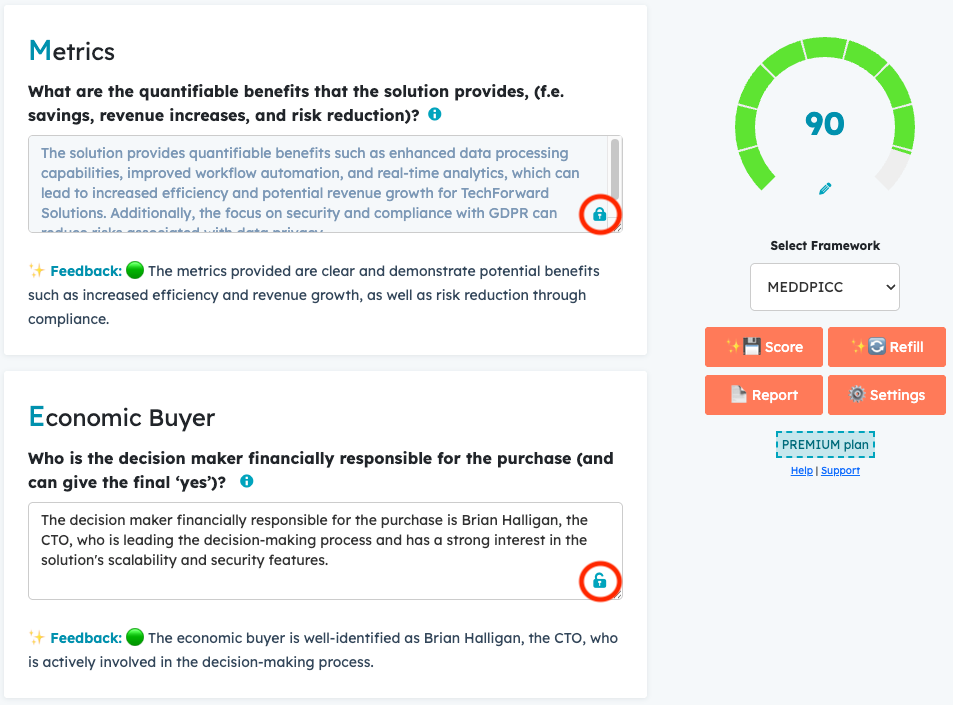 Metrics
What are the quantifiable benefits that the solution provides, (f.e.
savings, revenue increases, and risk reduction)?
The solution provides quantifiable benefits such as enhanced data processing
capabilities, improved workflow automation, and real-time analytics, which can
lead to increased efficiency and potential revenue growth for TechForward
Solutions. Additionally, the focus on security and compliance with GDPR can
reduce risks associated with data privacy.
✨ Feedback: 🟢 The metrics provided are clear and demonstrate potential benefits
such as increased efficiency and revenue growth, as well as risk reduction through
compliance.
Economic Buyer
Who is the decision maker financially responsible for the purchase (and
can give the final ‘yes’)?
The decision maker financially responsible for the purchase is Brian Halligan, the
CTO, who is leading the decision-making process and has a strong interest in the
solution's scalability and security features.
✨ Feedback: 🟢 The economic buyer is well-identified as Brian Halligan, the CTO, who
is actively involved in the decision-making process.
90
Select Framework
MEDDPICC
Score
Refill
Report
Settings
PREMIUM plan
Help | Support